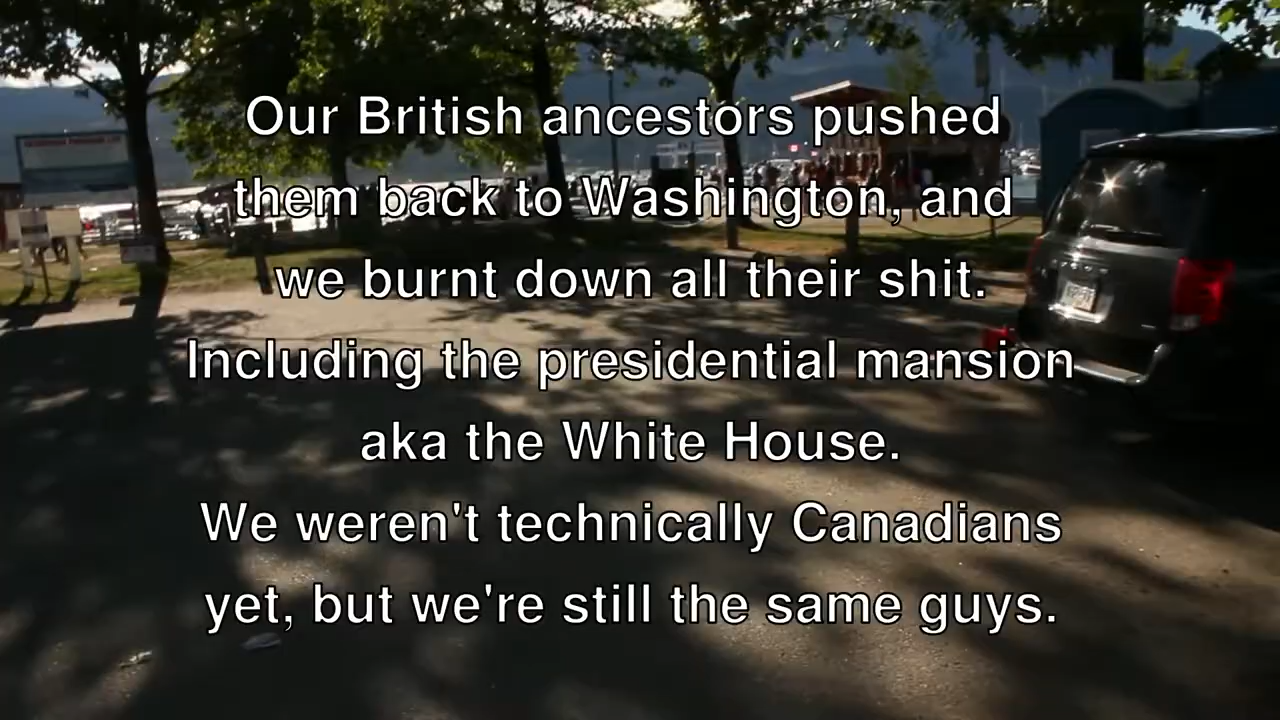 Our British ancestors pushed
them back to Washington, and
we burnt down all their shit.
Including the presidential mansion
aka the White House.
We weren't technically Canadians
yet, but we're still the same guys.